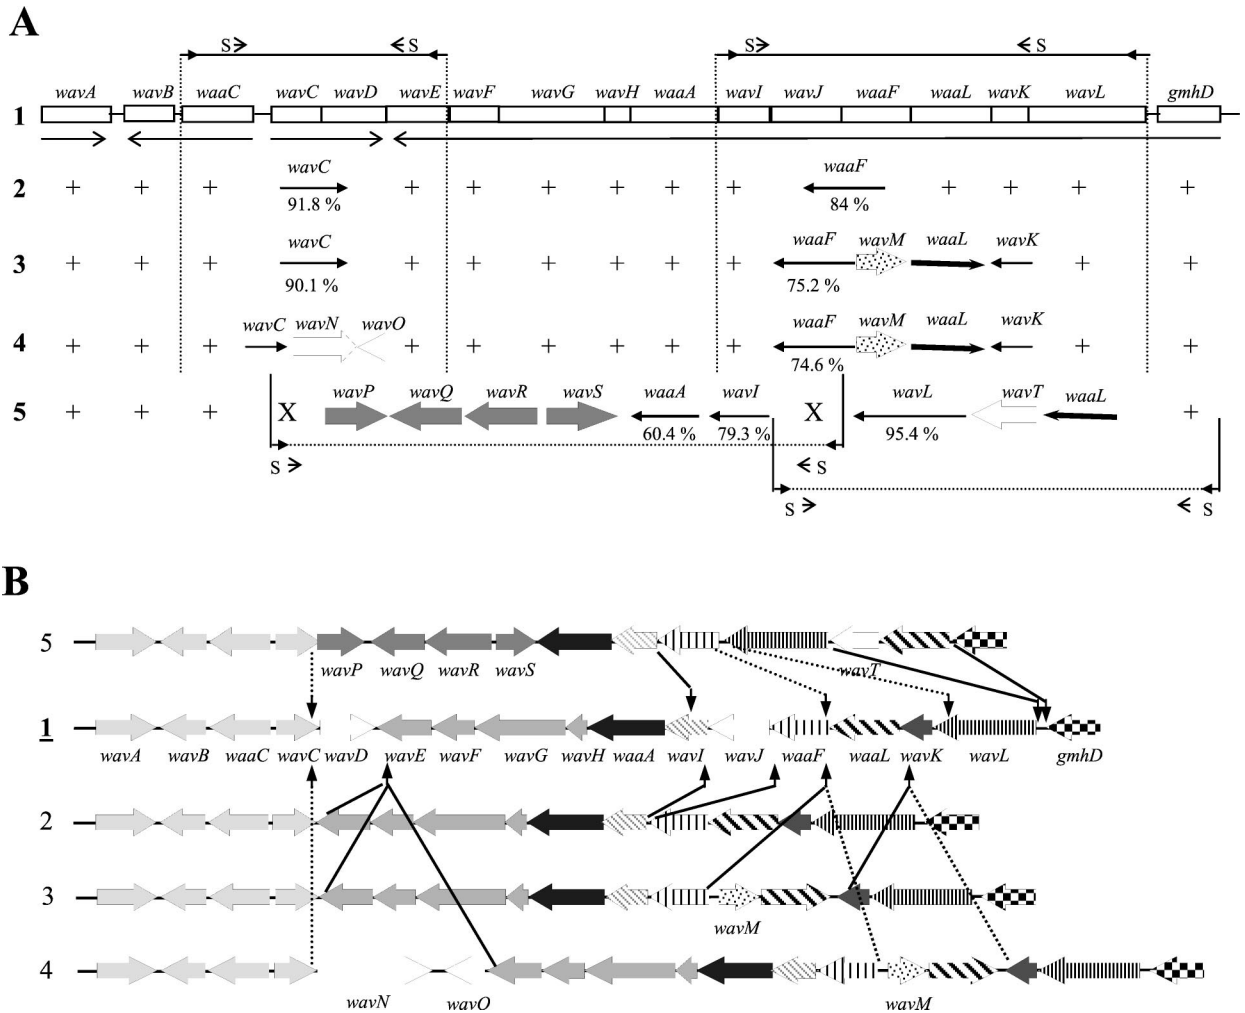 A
S S S S
wavA wavB waaC wavC wavD wavE wavF wavG wavH waaA wavI wavJ waaF waaL wavK wavL gmhD
1
wavC waaF
2 + + + + + + + + + + + + +
91.8 % 84 %
wavC waaF wavM waaL wavK
3 + + + + + + + + + + +
90.1 % 75.2 %
wavC wavN wavO waaF wavM waaL wavK
4 + + + + + + + + + + +
74.6 %
wavP wavQ wavR wavS waaA wavI wavL wavT waaL
5 + + + X X +
60.4 % 79.3 % 95.4 %
S S
S S
B
5
wavP wavQ wavR wavS wavT
1
wavA wavB waaC wavC wavD wavE wavF wavG wavH waaA wavI wavJ waaF waaL wavK wavL gmhD
2
3
wavM
4
wavN wavO wavM